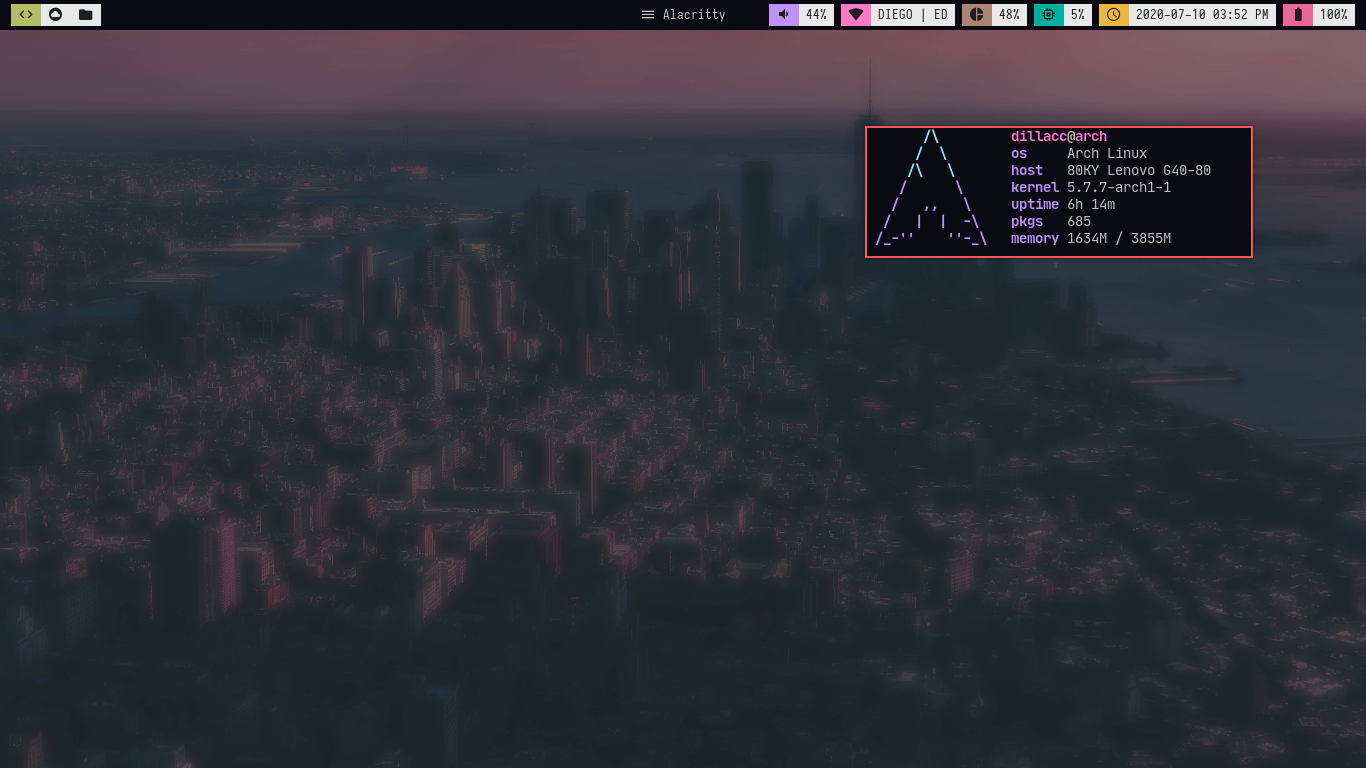 Alacritty 44% DIEGO | ED 48% 5% 2020-07-10 03:52 PM 100%
dillacc@arch
os Arch Linux
host 80KY Lenovo G40-80
kernel 5.7.7-arch1-1
uptime 6h 14m
pkgs 685
memory 1634M / 3855M